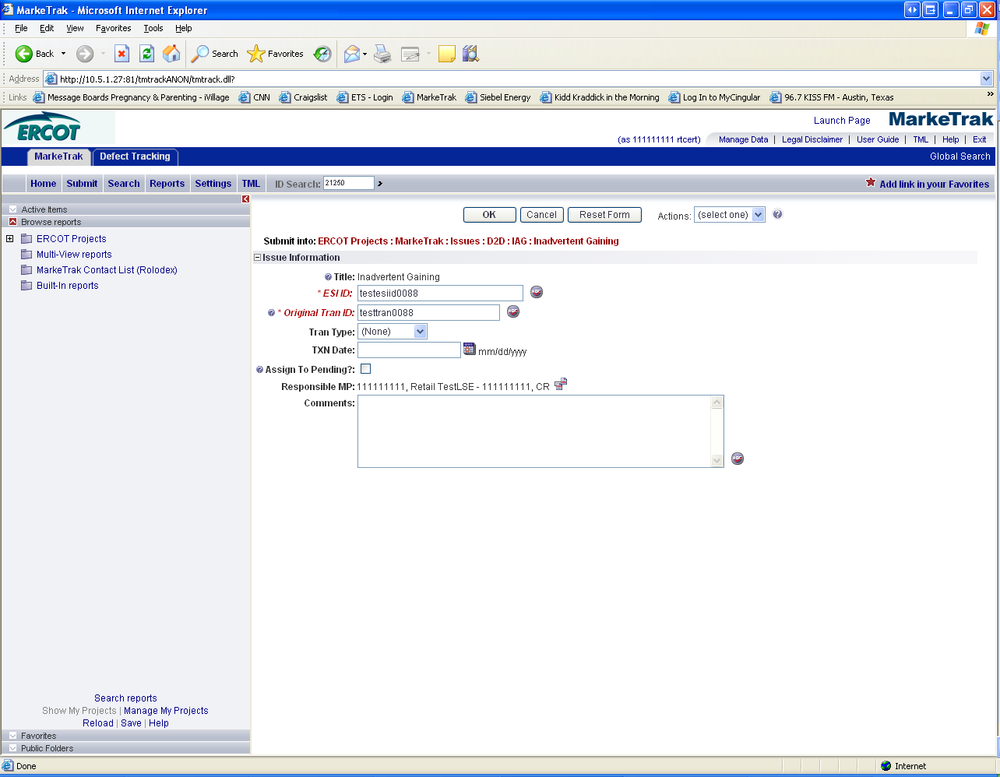 MarkeTrak - Microsoft Internet Explorer
File Edit View Favorites Tools Help
Back Search Favorites
Address http://10.5.1.27:81/tmtrackANON/tmtrack.dll?
Links Message Boards Pregnancy & Parenting - iVillage CNN Craigslist ETS - Login MarkeTrak Siebel Energy Kidd Kraddick in the Morning Log In to MyCingular 96.7 KISS FM - Austin, Texas »
ERCOT Launch Page MarkeTrak
(as 111111111 rtcert) Manage Data | Legal Disclaimer | User Guide | TML | Help | Exit
MarkeTrak Defect Tracking Global Search
Home Submit Search Reports Settings TML ID Search: 21250 Add link in your Favorites
Active Items
Browse reports
ERCOT Projects
Multi-View reports
MarkeTrak Contact List (Rolodex)
Built-In reports
Search reports
Show My Projects | Manage My Projects
Reload | Save | Help
Favorites
Public Folders
OK Cancel Reset Form Actions: (select one)
Submit into: ERCOT Projects : MarkeTrak : Issues : D2D : IAG : Inadvertent Gaining
Issue Information
Title: Inadvertent Gaining
* ESI ID: testesiid0088 ABC
* Original Tran ID: testtran0088 ABC
Tran Type: (None)
TXN Date: mm/dd/yyyy
Assign To Pending?:
Responsible MP: 111111111, Retail TestLSE - 111111111, CR
Comments:
ABC
Done Internet